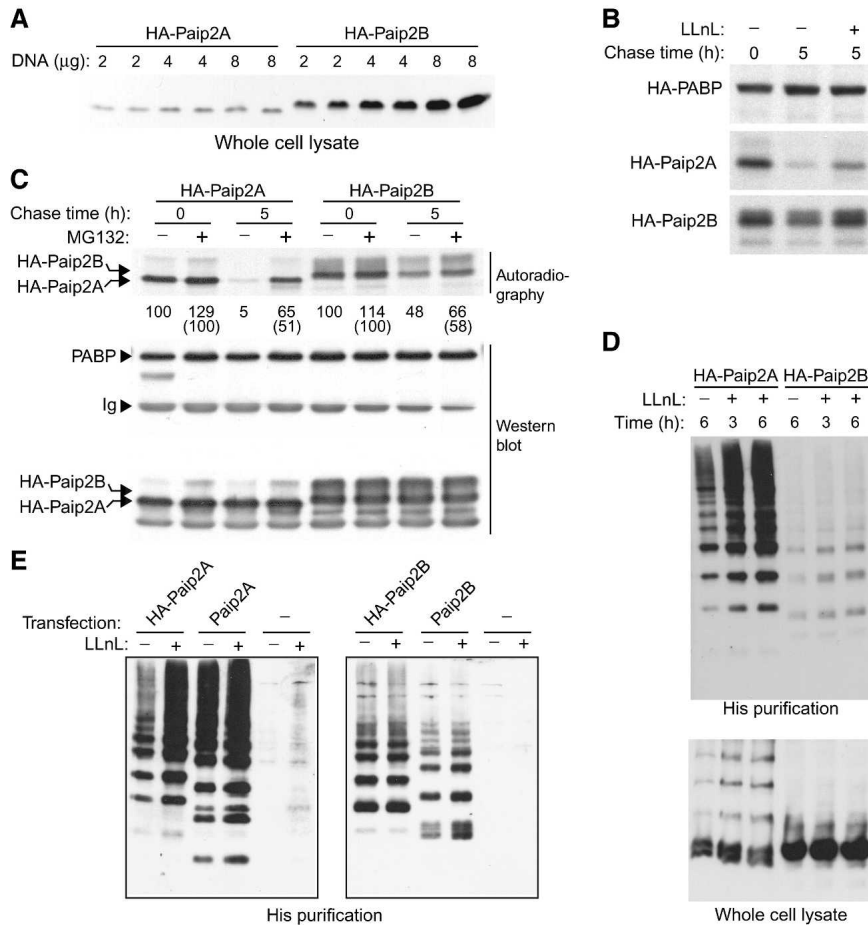 A
HA-Paip2A HA-Paip2B
DNA (μg): 2 2 4 4 8 8 2 2 4 4 8 8
Whole cell lysate
B
LLnL: – – +
Chase time (h): 0 5 5
HA-PABP
HA-Paip2A
HA-Paip2B
C
HA-Paip2A HA-Paip2B
Chase time (h): 0 5 0 5
MG132: – + – + – + – +
HA-Paip2B
HA-Paip2A
Autoradio-
graphy
100 129 5 65 100 114 48 66
(100) (51) (100) (58)
PABP
Ig
HA-Paip2B
HA-Paip2A
Western
blot
D
HA-Paip2A HA-Paip2B
LLnL: – + + – + +
Time (h): 6 3 6 6 3 6
His purification
Whole cell lysate
E
Transfection: HA-Paip2A Paip2A – HA-Paip2B Paip2B –
LLnL: – + – + – + – + – + – +
His purification